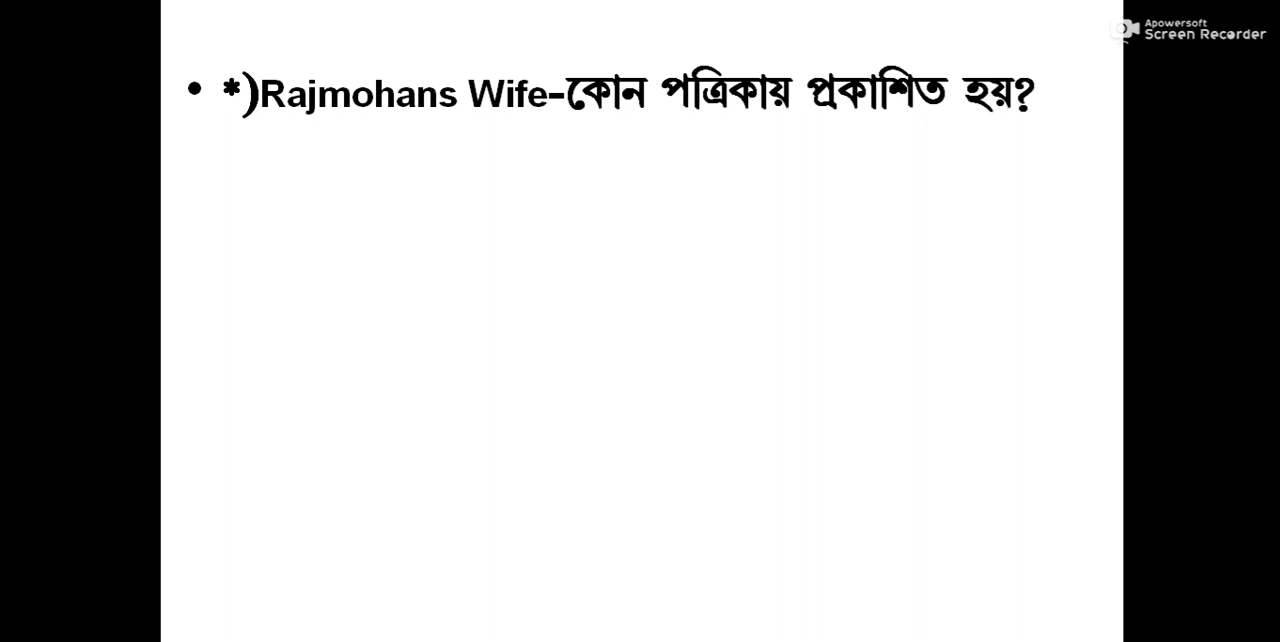 Apowersoft
Screen Recorder
• *)Rajmohans Wife-কোন পত্রিকায় প্রকাশিত হয়?